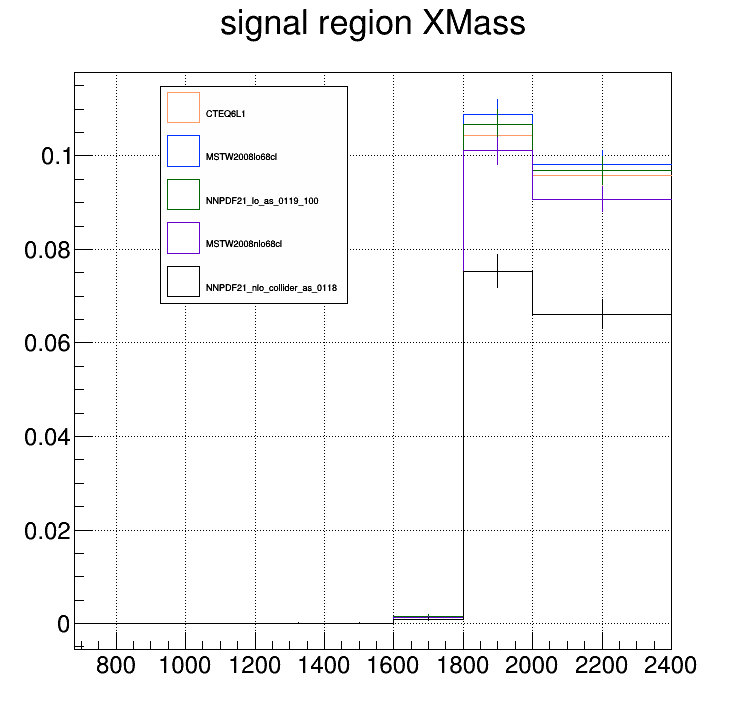 signal region XMass
CTEQ6L1
MSTW2008lo68cl
NNPDF21_lo_as_0119_100
MSTW2008nlo68cl
NNPDF21_nlo_collider_as_0118
0.1
0.08
0.06
0.04
0.02
0
800 1000 1200 1400 1600 1800 2000 2200 2400